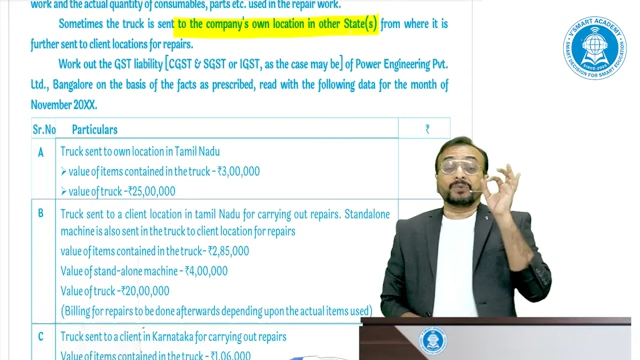 work and the actual quantity of consumables, parts etc. used in the repair work.
Sometimes the truck is sent to the company's own location in other State(s) from where it is
further sent to client locations for repairs.
Work out the GST liability [CGST & SGST or IGST, as the case may be] of Power Engineering Pvt.
Ltd., Bangalore on the basis of the facts as prescribed, read with the following data for the month of
November 20XX.
Sr.No Particulars ₹
A Truck sent to own location in Tamil Nadu
➢ value of items contained in the truck - ₹3,00,000
➢ value of truck -₹25,00,000
B Truck sent to a client location in tamil Nadu for carrying out repairs. Standalone
machine is also sent in the truck to client location for repairs
value of items contained in the truck- ₹2,85,000
Value of stand-alone machine - ₹4,00,000
Value of truck - ₹20,00,000
(Billing for repairs to be done afterwards depending upon the actual items used)
C Truck sent to a client in Karnataka for carrying out repairs
Value of items contained in the truck - ₹1,06,000
V SMART ACADEMY
SMART DECISION FOR SMART EDUCATION